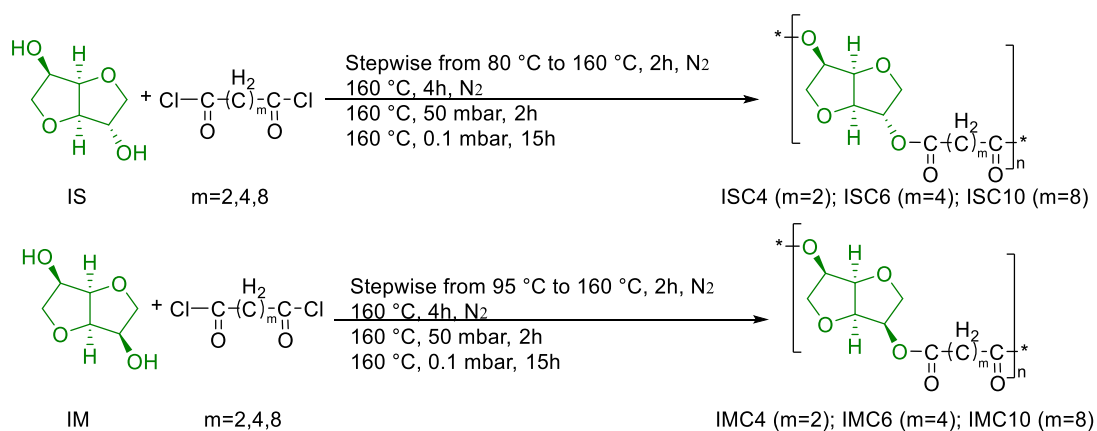 HO
H
O
O
H
OH
+
Cl
C
O
H2
(C)m
C
O
Cl
Stepwise from 80 °C to 160 °C, 2h, N2
160 °C, 4h, N2
160 °C, 50 mbar, 2h
160 °C, 0.1 mbar, 15h
*
O
H
O
O
H
O
C
O
H2
(C)m
C
O
*
n
IS
m=2,4,8
ISC4 (m=2); ISC6 (m=4); ISC10 (m=8)
HO
H
O
O
H
OH
+
Cl
C
O
H2
(C)m
C
O
Cl
Stepwise from 95 °C to 160 °C, 2h, N2
160 °C, 4h, N2
160 °C, 50 mbar, 2h
160 °C, 0.1 mbar, 15h
*
O
H
O
O
H
O
C
O
H2
(C)m
C
O
*
n
IM
m=2,4,8
IMC4 (m=2); IMC6 (m=4); IMC10 (m=8)